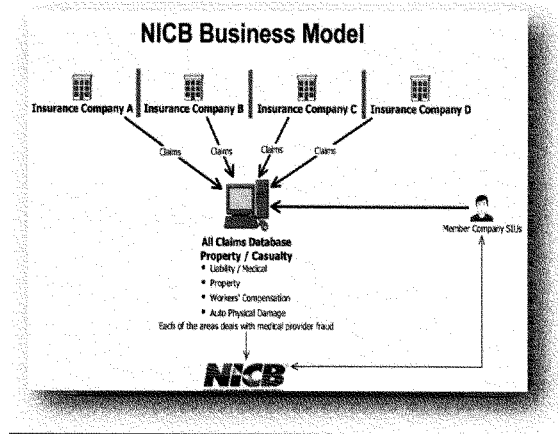 NICB Business Model
Insurance Company A
Insurance Company B
Insurance Company C
Insurance Company D
Claims
Claims
Claims
Claims
Member Company SIUs
All Claims Database
Property / Casualty
• Liability / Medical
• Property
• Workers' Compensation
• Auto Physical Damage
Each of the areas deals with medical provider fraud
NICB